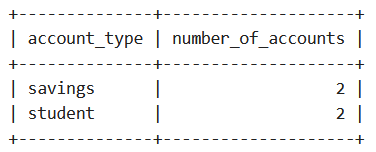 +--------------+--------------------+
| account_type | number_of_accounts |
+--------------+--------------------+
| savings      |                  2 |
| student      |                  2 |
+--------------+--------------------+